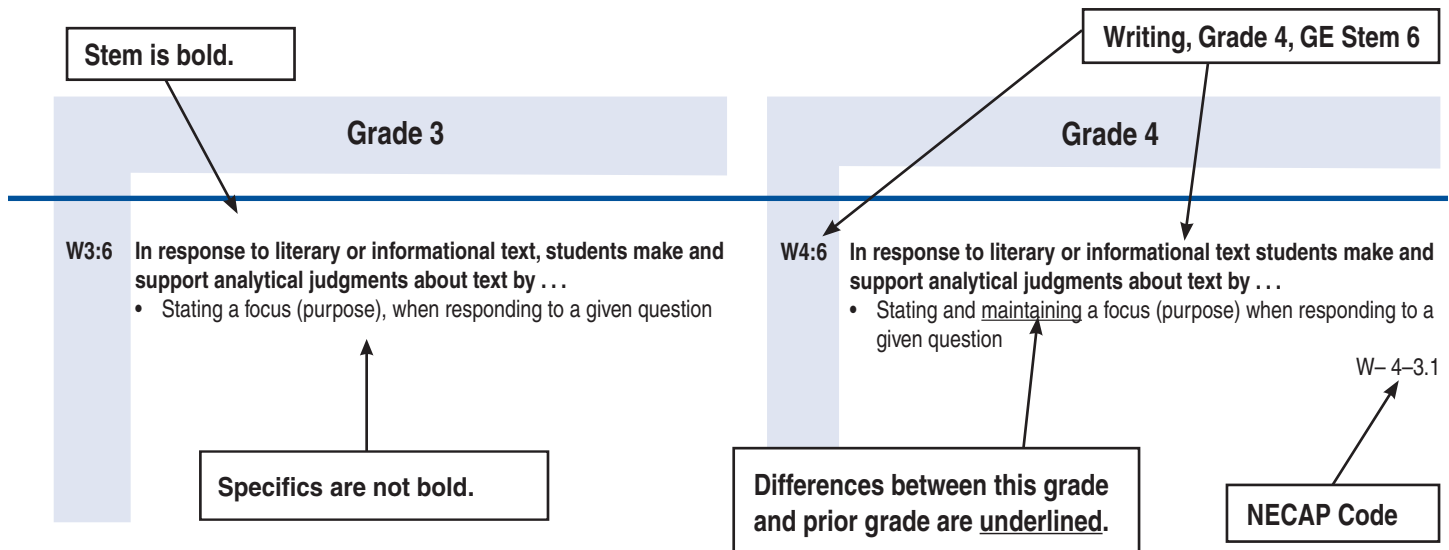 Stem is bold.
Writing, Grade 4, GE Stem 6
Grade 3
Grade 4
W3:6 In response to literary or informational text, students make and
support analytical judgments about text by . . .
• Stating a focus (purpose), when responding to a given question
W4:6 In response to literary or informational text, students make and
support analytical judgments about text by . . .
• Stating and maintaining a focus (purpose) when responding to a
given question
W– 4–3.1
Specifics are not bold.
Differences between this grade
and prior grade are underlined.
NECAP Code